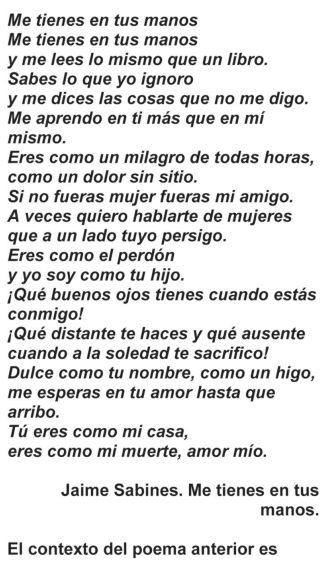 Me tienes en tus manos
Me tienes en tus manos
y me lees lo mismo que un libro.
Sabes lo que yo ignoro
y me dices las cosas que no me digo.
Me aprendo en ti más que en mí
mismo.
Eres como un milagro de todas horas,
como un dolor sin sitio.
Si no fueras mujer fueras mi amigo.
A veces quiero hablarte de mujeres
que a un lado tuyo persigo.
Eres como el perdón
y yo soy como tu hijo.
¡Qué buenos ojos tienes cuando estás
conmigo!
¡Qué distante te haces y qué ausente
cuando a la soledad te sacrifico!
Dulce como tu nombre, como un higo,
me esperas en tu amor hasta que
arribo.
Tú eres como mi casa,
eres como mi muerte, amor mío.
Jaime Sabines. Me tienes en tus
manos.
El contexto del poema anterior es